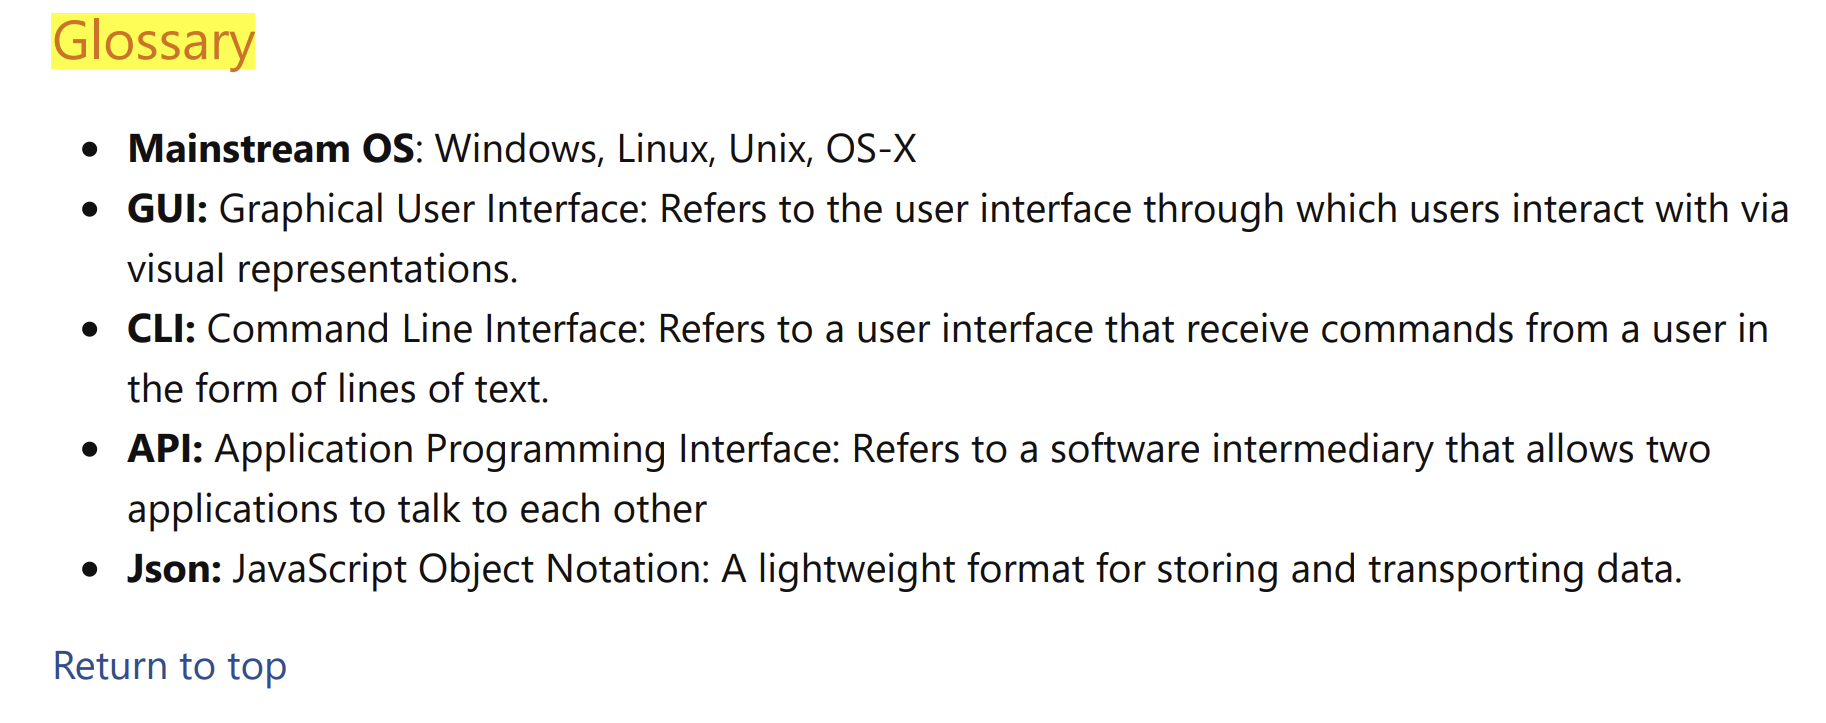 Glossary
Mainstream OS: Windows, Linux, Unix, OS-X
GUI: Graphical User Interface: Refers to the user interface through which users interact with via
visual representations.
CLI: Command Line Interface: Refers to a user interface that receive commands from a user in
the form of lines of text.
API: Application Programming Interface: Refers to a software intermediary that allows two
applications to talk to each other
Json: JavaScript Object Notation: A lightweight format for storing and transporting data.
Return to top